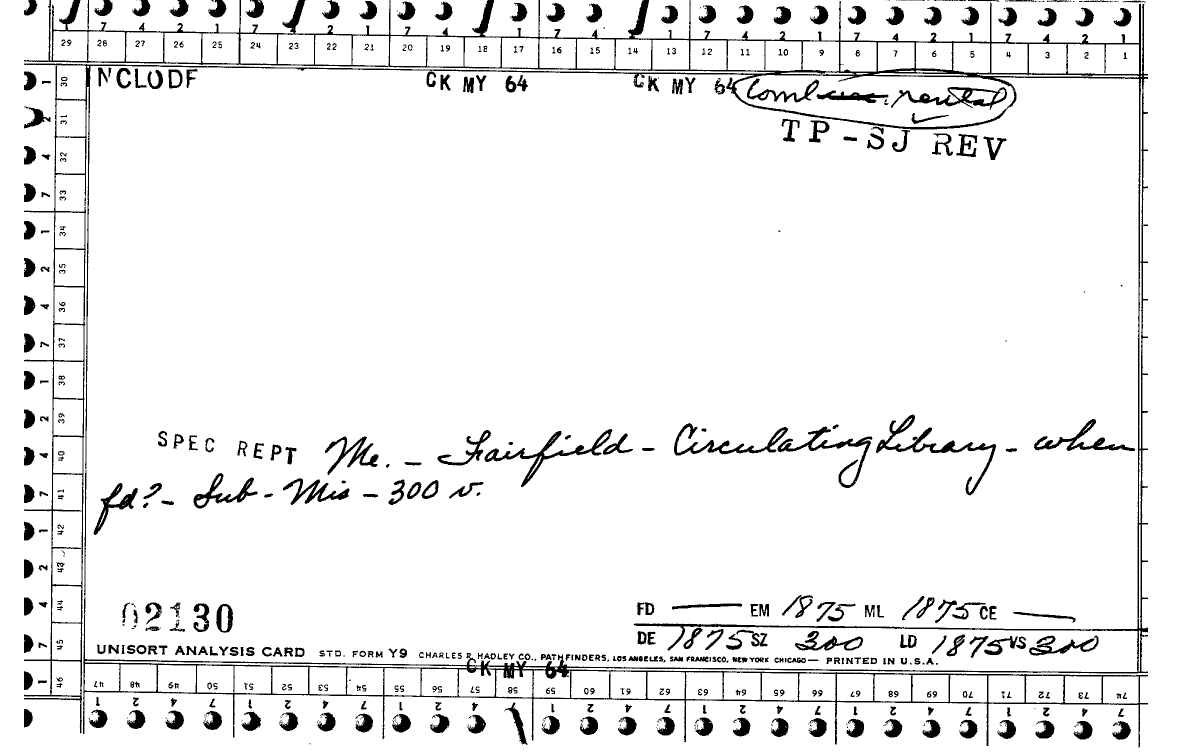 7 4 2 1 7 4 2 1 7 4 2 1 7 4 1 7 4 2 1 7 4 2 1 7 4 2 1
29 28 27 26 25 24 23 22 21 20 19 18 17 16 15 14 13 12 11 10 9 8 7 6 5 4 3 2 1
1 30 INCLODF CK MY 64 CK MY 64 rental
2 31 TP-SJ REV
4 32
7 33
1 34
2 35
4 36
7 37
1 38
2 39
4 40 SPEC REPT Me. - Fairfield - Circulating Library - when
7 41 fd? - Sub - Mis - 300 v.
1 42
2 43
4 44 02130 FD — EM 1875 ML 1875 CE —
7 45 DE 1875 SZ 300 LD 1875 VS 300
UNISORT ANALYSIS CARD STD. FORM Y9 CHARLES R. HADLEY CO., PATHFINDERS, LOS ANGELES, SAN FRANCISCO, NEW YORK CHICAGO — PRINTED IN U.S.A.
CK MY 64
1 46 47 48 49 50 51 52 53 54 55 56 57 58 59 60 61 62 63 64 65 66 67 68 69 70 71 72 73 74
1 2 4 7 1 2 4 7 1 2 4 7 1 2 4 7 1 2 4 7 1 2 4 7